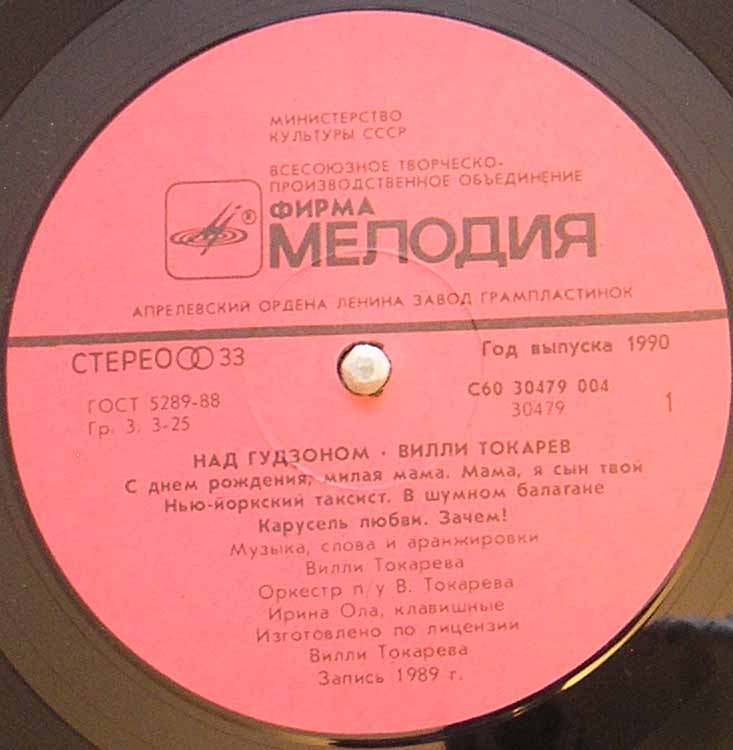 МИНИСТЕРСТВО
КУЛЬТУРЫ СССР
ВСЕСОЮЗНОЕ ТВОРЧЕСКО-
ПРОИЗВОДСТВЕННОЕ ОБЪЕДИНЕНИЕ
®
ФИРМА
МЕЛОДИЯ
АПРЕЛЕВСКИЙ ОРДЕНА ЛЕНИНА ЗАВОД ГРАМПЛАСТИНОК
СТЕРЕО 33
Год выпуска 1990
ГОСТ 5289-88
Гр. 3. 3-25
С60 30479 004
30479
1
НАД ГУДЗОНОМ · ВИЛЛИ ТОКАРЕВ
С днем рождения, милая мама. Мама, я сын твой
Нью-йоркский таксист. В шумном балагане
Карусель любви. Зачем!
Музыка, слова и аранжировки
Вилли Токарева
Оркестр п/у В. Токарева
Ирина Ола, клавишные
Изготовлено по лицензии
Вилли Токарева
Запись 1989 г.